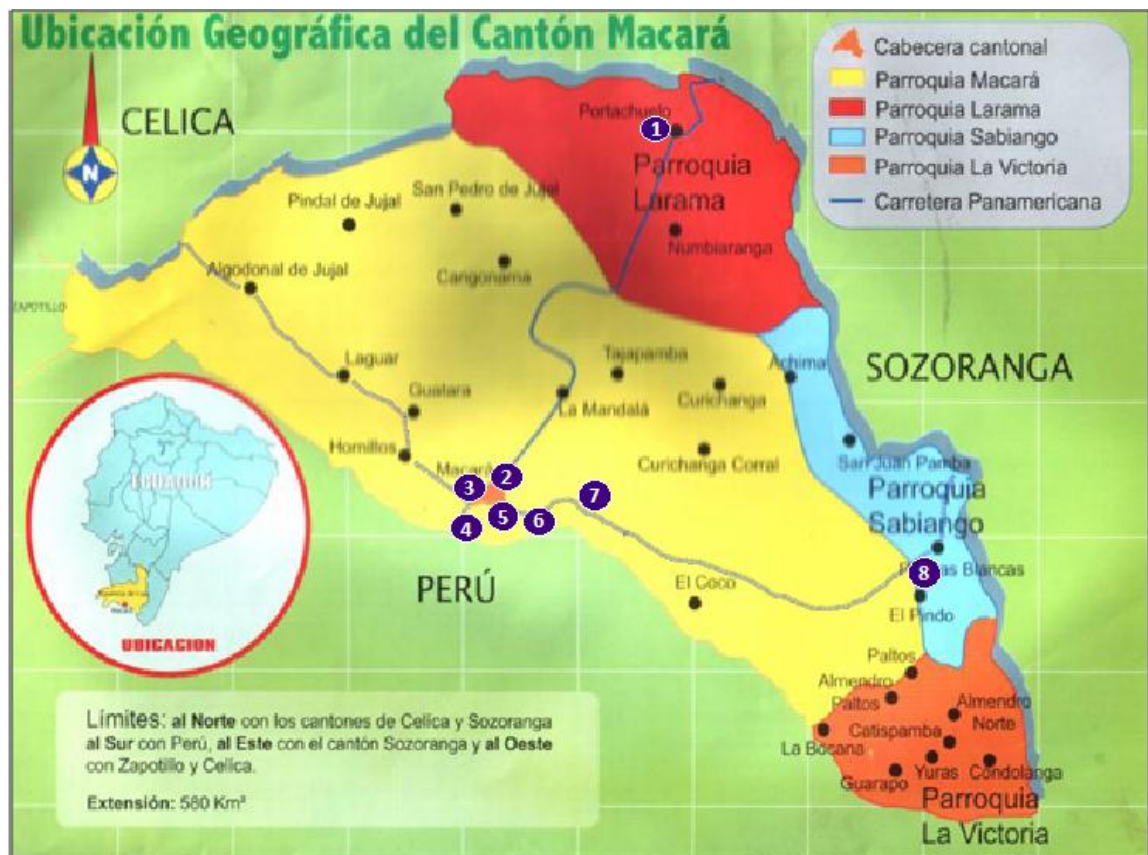 Ubicación Geográfica del Cantón Macará
Cabecera cantonal
Parroquia Macará
Parroquia Larama
Parroquia Sabiango
Parroquia La Victoria
Carretera Panamericana
CELICA
N
Portachuelo
1
Parroquia
Larama
Numbiaranga
San Pedro de Jujal
Pindal de Jujal
Cangonama
Algodonal de Jujal
ZAPOTILLO
Laguar
Guatara
Tajapamba
Achima
SOZORANGA
La Mandalá
Curichanga
Hornillos
Macará
Curichanga Corral
San Juan Pamba
Parroquia
Sabiango
2
3
4
5
6
7
8
Blancas
PERÚ
El Coco
El Pindo
ECUADOR
UBICACION
Paltos
Almendro
Paltos
Almendro
Norte
Catispamba
La Bocana
Guarapo
Yuras
Condolanga
Parroquia
La Victoria
Límites: al Norte con los cantones de Celica y Sozoranga
al Sur con Perú, al Este con el cantón Sozoranga y al Oeste
con Zapotillo y Celica.
Extensión: 580 Km²